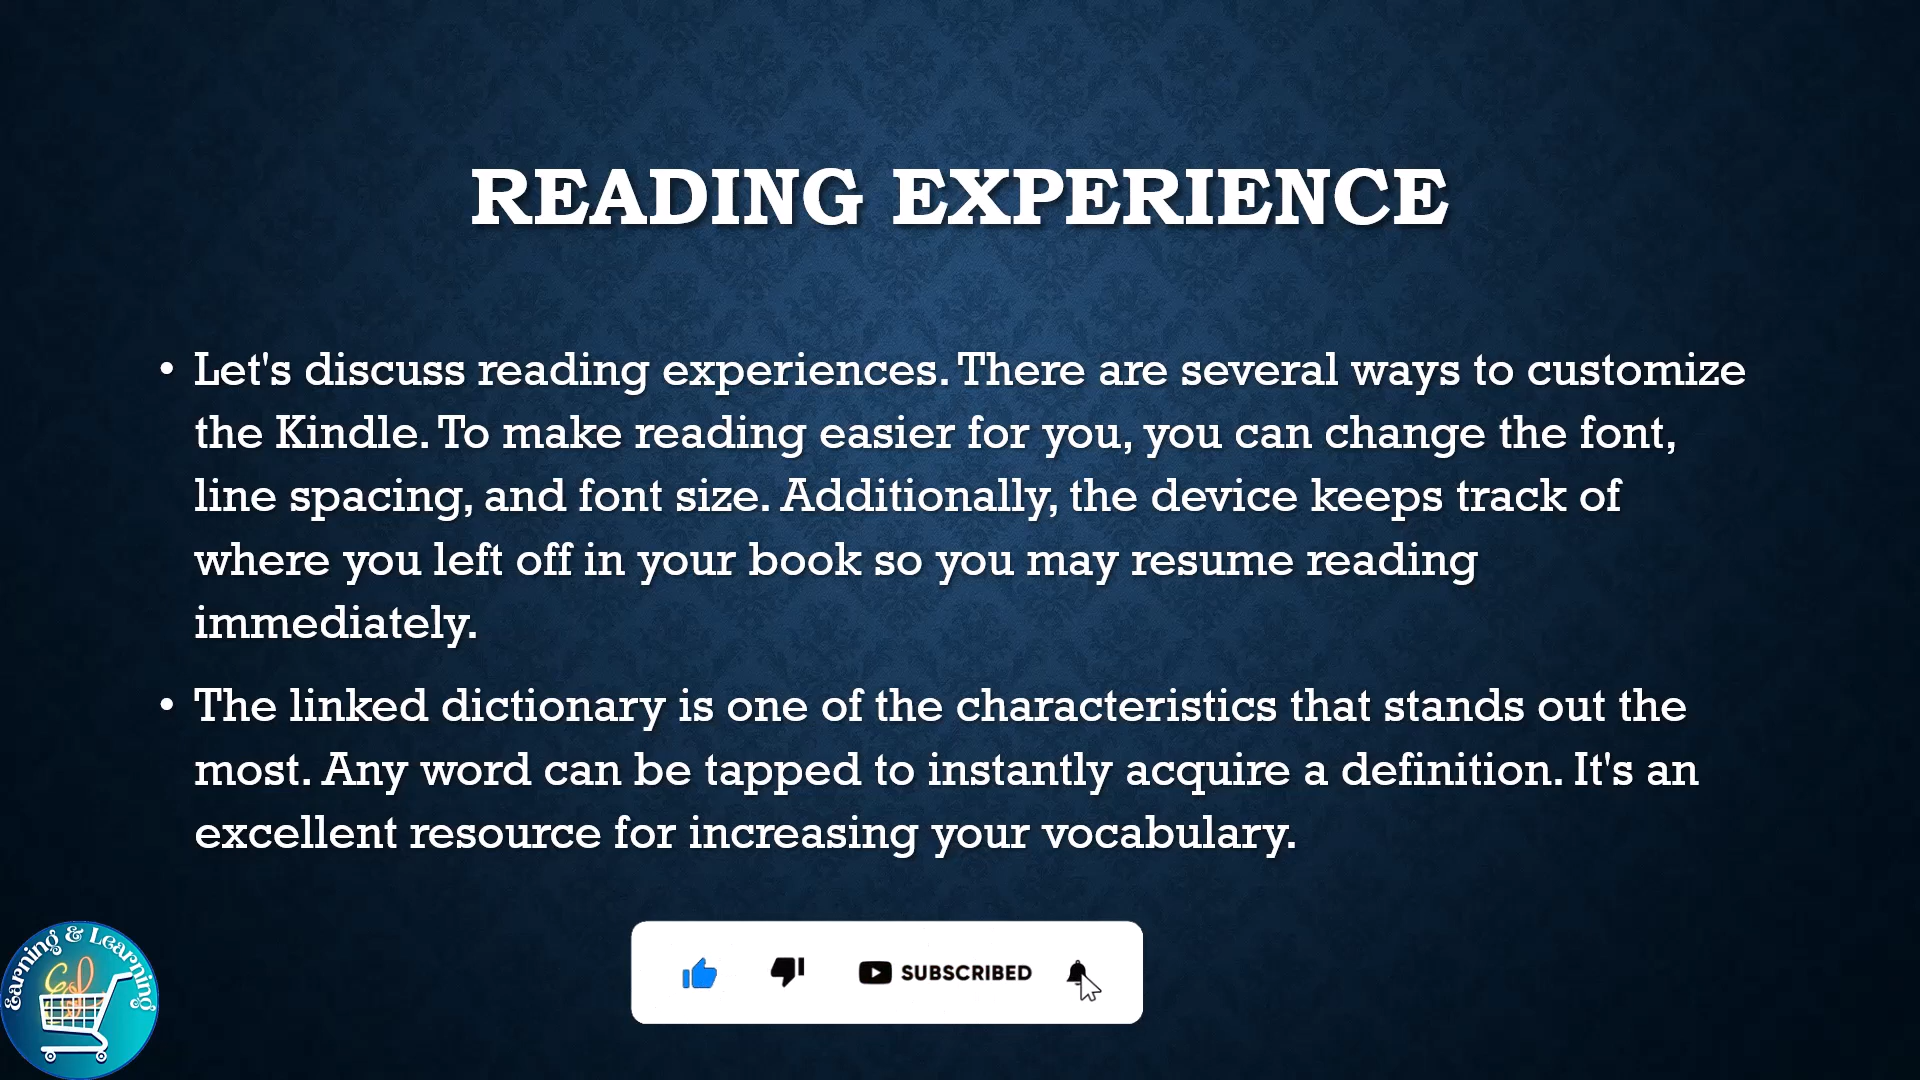 READING EXPERIENCE
• Let's discuss reading experiences. There are several ways to customize
the Kindle. To make reading easier for you, you can change the font,
line spacing, and font size. Additionally, the device keeps track of
where you left off in your book so you may resume reading
immediately.
• The linked dictionary is one of the characteristics that stands out the
most. Any word can be tapped to instantly acquire a definition. It's an
excellent resource for increasing your vocabulary.
Earning & Learning
SUBSCRIBED